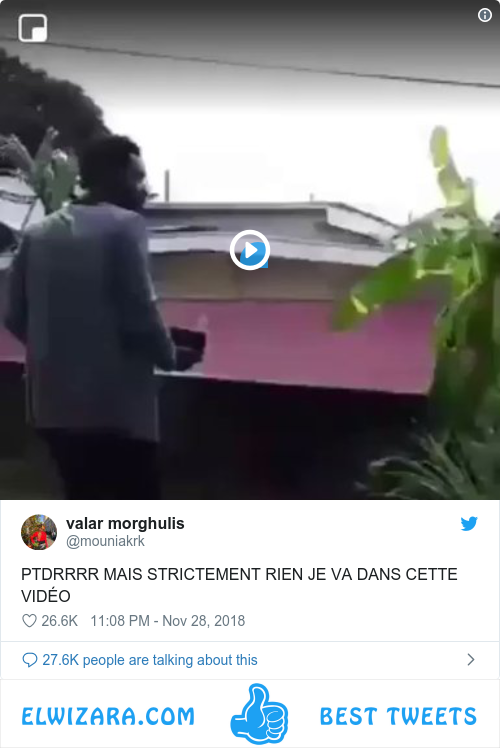 valar morghulis
@mouniakrk
PTDRRRR MAIS STRICTEMENT RIEN JE VA DANS CETTE
VIDÉO
26.6K 11:08 PM - Nov 28, 2018
27.6K people are talking about this
ELWIZARA.COM BEST TWEETS